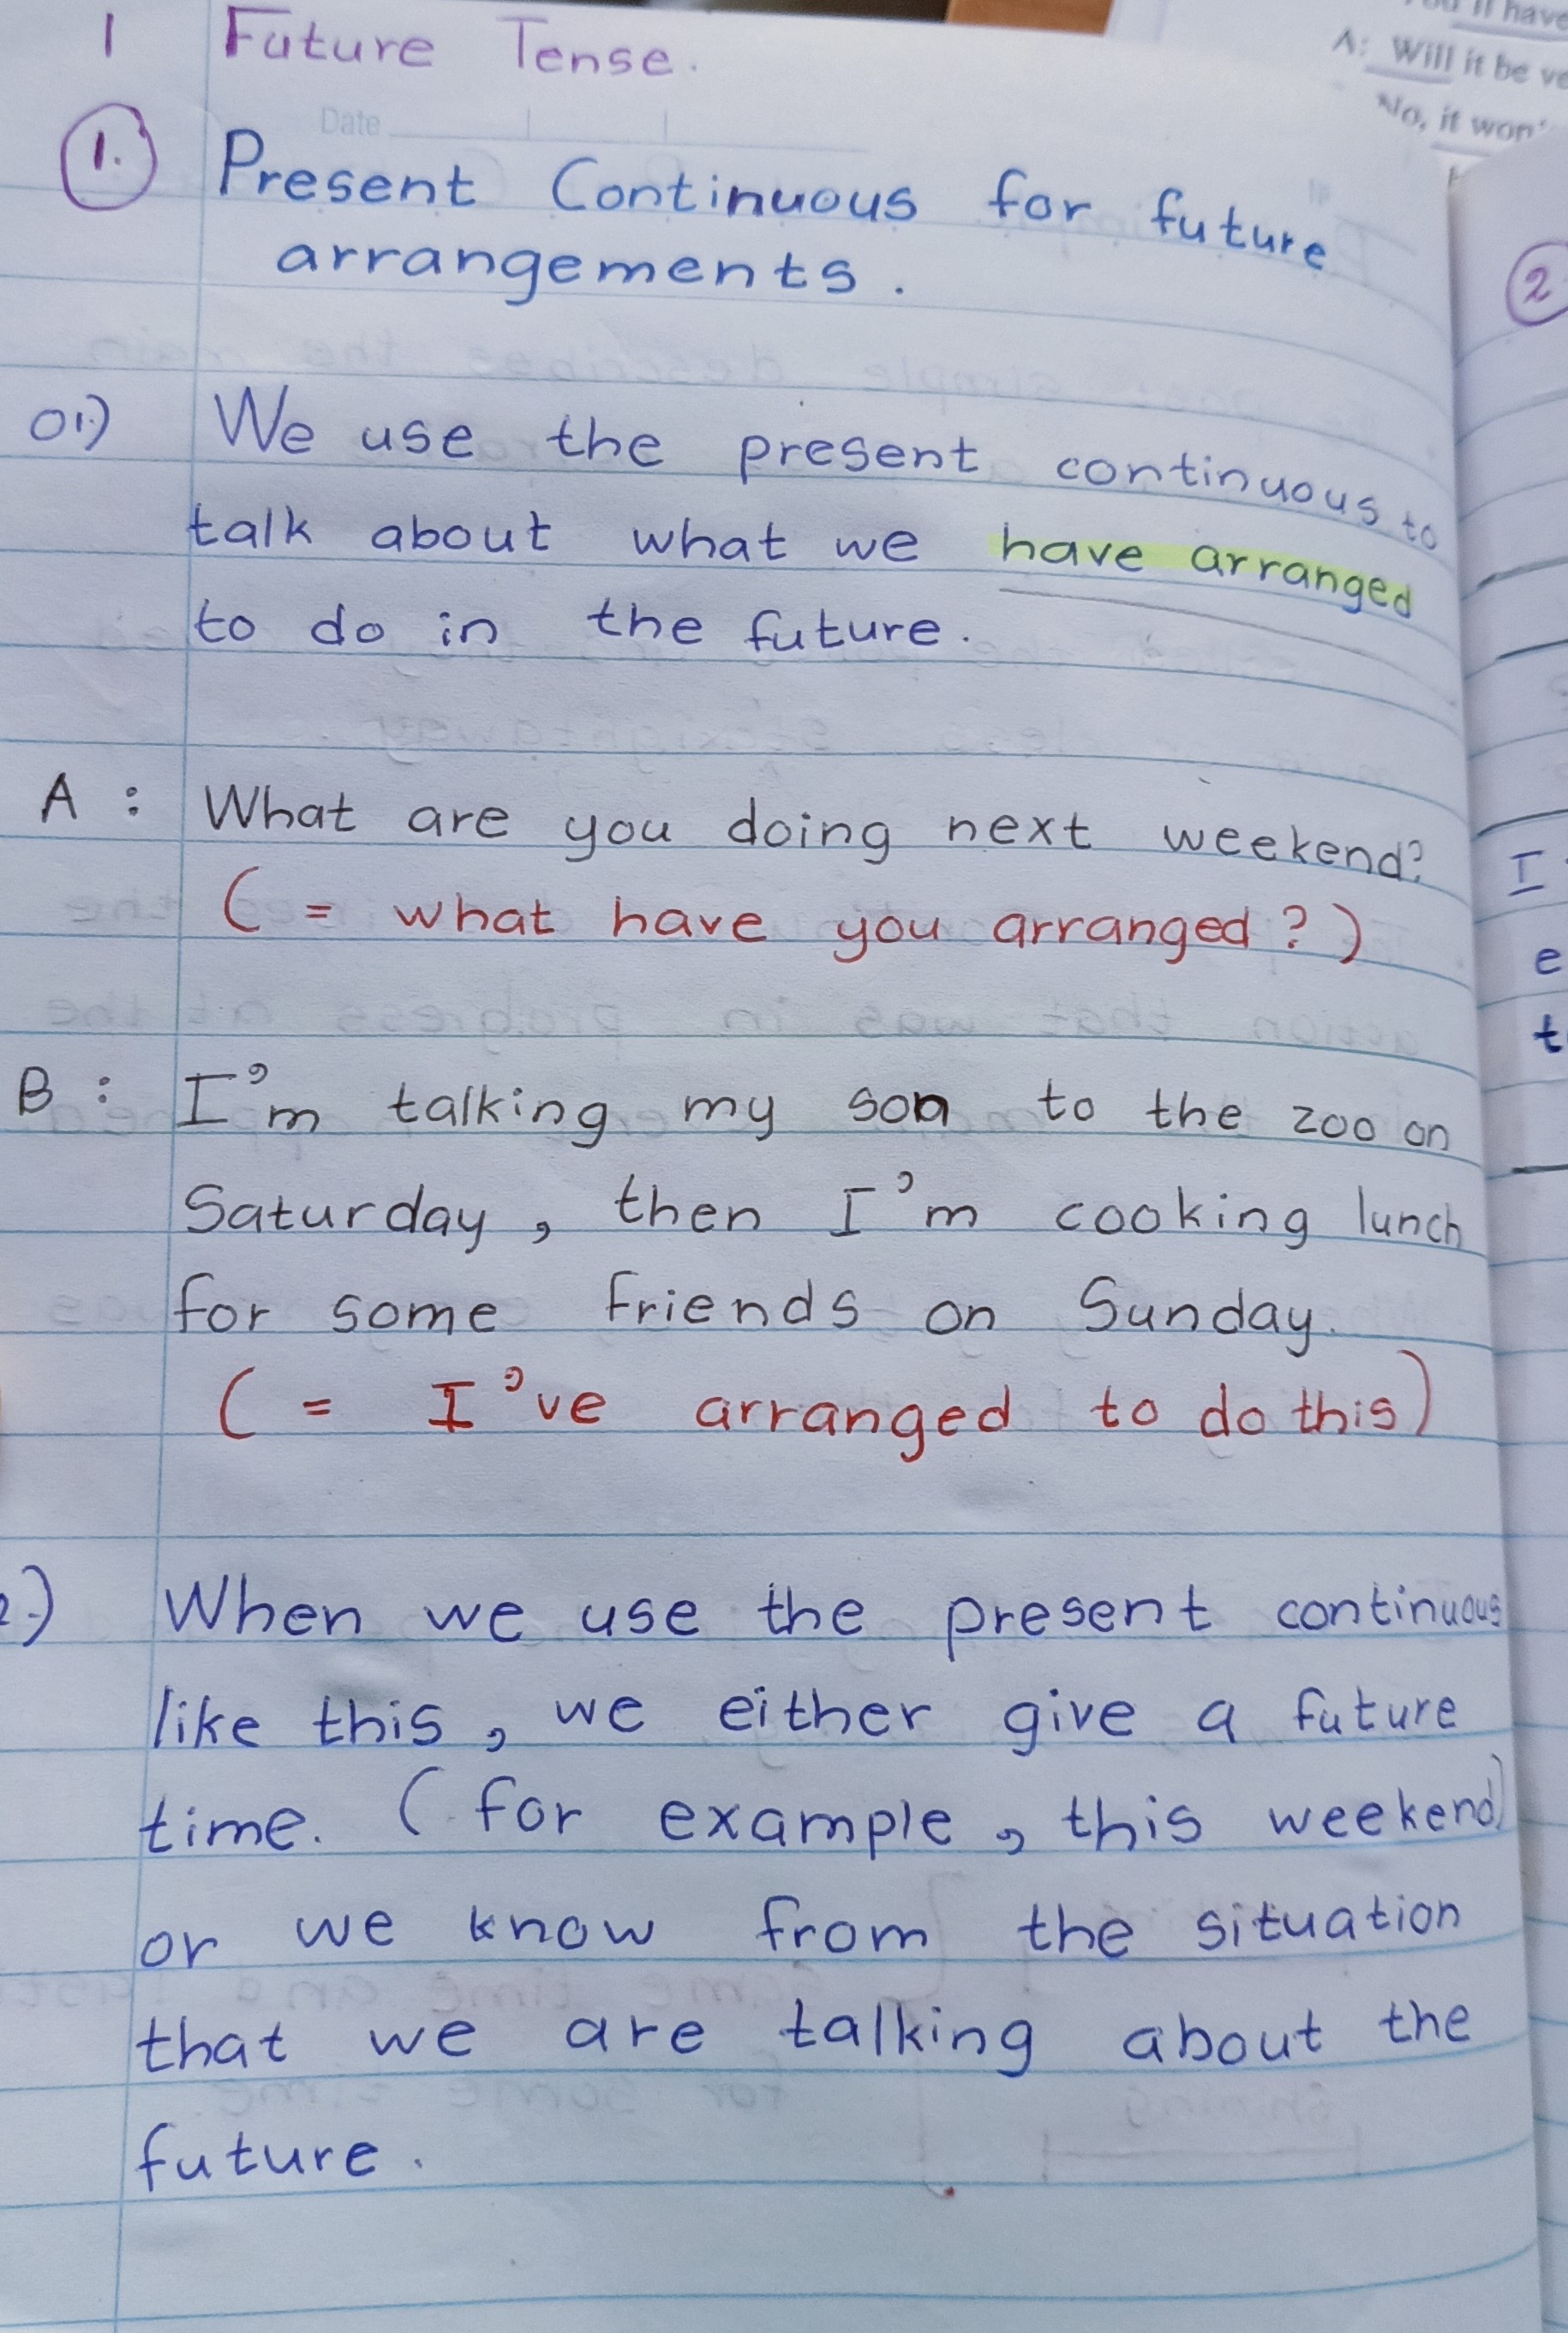 1 Future Tense.
Date
1. Present Continuous for future
arrangements.
01) We use the present continuous to
talk about what we have arranged
to do in the future.
A : What are you doing next weekend?
( = what have you arranged ? )
B : I'm talking my son to the zoo on
Saturday, then I'm cooking lunch
for some friends on Sunday.
( = I've arranged to do this )
2.) When we use the present continuous
like this, we either give a future
time. ( for example, this weekend)
or we know from the situation
that we are talking about the
future.
have
A: Will it be
No, it won'
2
I
e
t